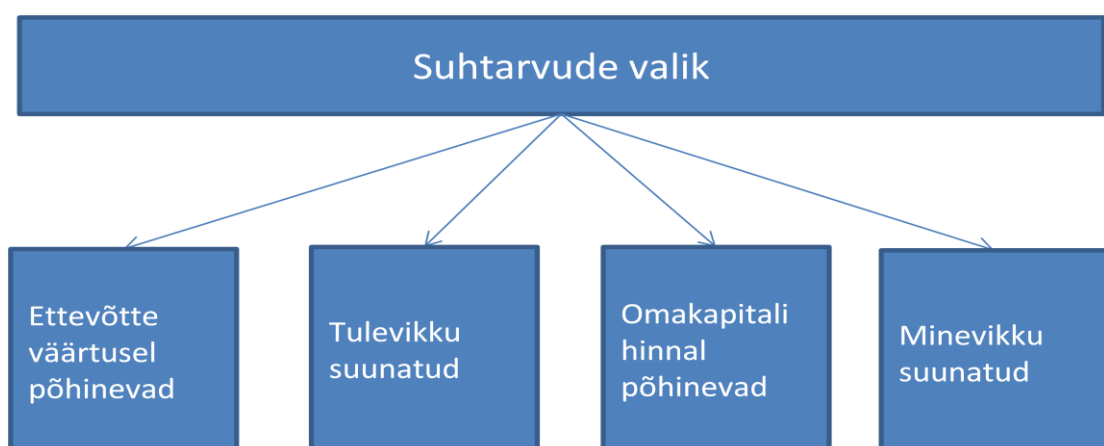 Suhtarvude valik
Ettevõtte
väärtusel
põhinevad
Tulevikku
suunatud
Omakapitali
hinnal
põhinevad
Minevikku
suunatud